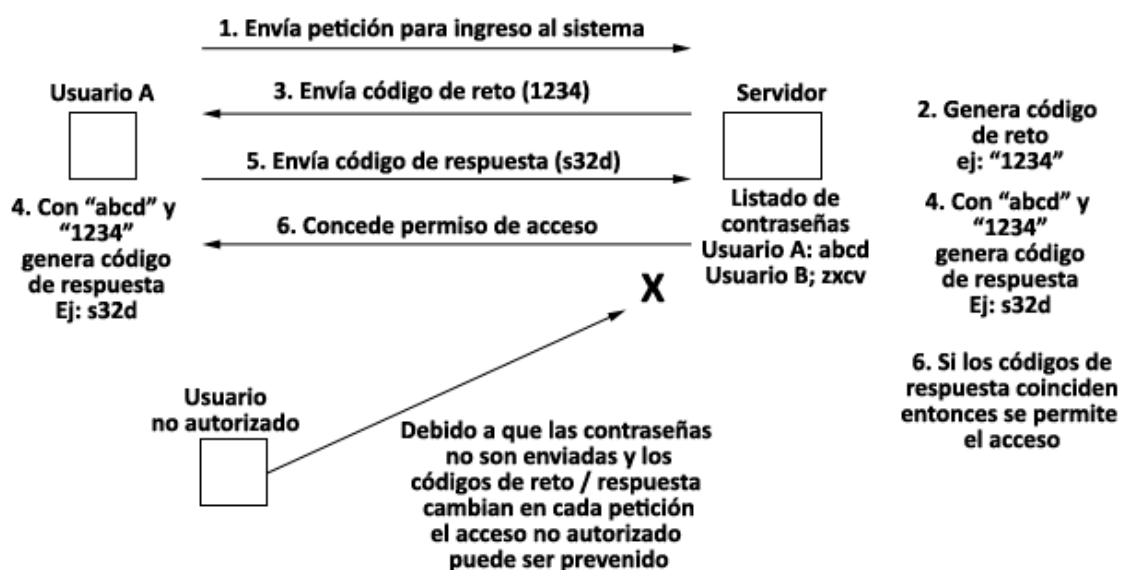 1. Envía petición para ingreso al sistema
Usuario A
3. Envía código de reto (1234)
Servidor
2. Genera código
de reto
ej: “1234”
5. Envía código de respuesta (s32d)
4. Con “abcd” y
“1234”
genera código
de respuesta
Ej: s32d
6. Concede permiso de acceso
Listado de
contraseñas
Usuario A: abcd
Usuario B; zxcv
4. Con “abcd” y
“1234”
genera código
de respuesta
Ej: s32d
X
6. Si los códigos de
respuesta coinciden
entonces se permite
el acceso
Usuario
no autorizado
Debido a que las contraseñas
no son enviadas y los
códigos de reto / respuesta
cambian en cada petición
el acceso no autorizado
puede ser prevenido